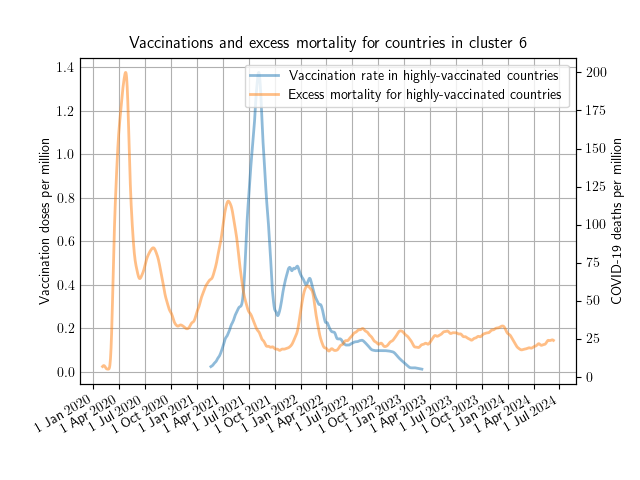 Vaccinations and excess mortality for countries in cluster 6
Vaccination rate in highly-vaccinated countries
Excess mortality for highly-vaccinated countries
Vaccination doses per million
1.4
1.2
1.0
0.8
0.6
0.4
0.2
0.0
200
175
150
125
100
75
50
25
0
COVID-19 deaths per million
1 Jan 2020
1 Apr 2020
1 Jul 2020
1 Oct 2020
1 Jan 2021
1 Apr 2021
1 Jul 2021
1 Oct 2021
1 Jan 2022
1 Apr 2022
1 Jul 2022
1 Oct 2022
1 Jan 2023
1 Apr 2023
1 Jul 2023
1 Oct 2023
1 Jan 2024
1 Apr 2024
1 Jul 2024